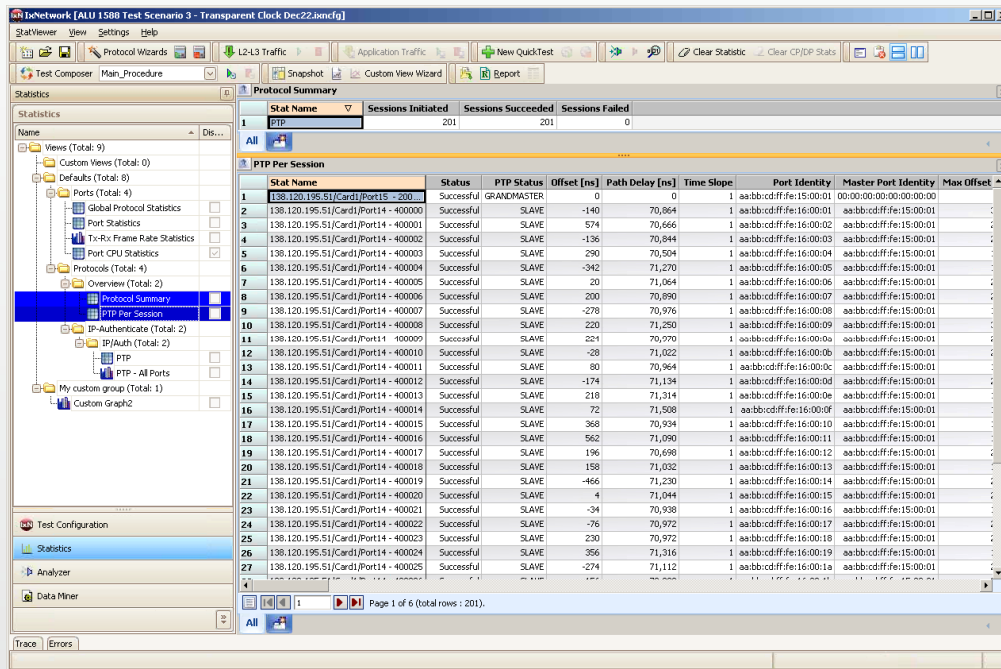 IxNetwork [ALU 1588 Test Scenario 3 - Transparent Clock Dec22.ixncfg]
StatViewer View Settings Help
Protocol Wizards L2-L3 Traffic Application Traffic New QuickTest Clear Statistic Clear CP/DP Stats
Test Composer Main_Procedure Snapshot Custom View Wizard Report
Statistics
Statistics
Name Dis...
Views (Total: 9)
Custom Views (Total: 0)
Defaults (Total: 8)
Ports (Total: 4)
Global Protocol Statistics
Port Statistics
Tx-Rx Frame Rate Statistics
Port CPU Statistics
Protocols (Total: 4)
Overview (Total: 2)
Protocol Summary
PTP Per Session
IP-Authenticate (Total: 2)
IP/Auth (Total: 2)
PTP
PTP - All Ports
My custom group (Total: 1)
Custom Graph2
Test Configuration
Statistics
Analyzer
Data Miner
Protocol Summary
Stat Name Sessions Initiated Sessions Succeeded Sessions Failed
1 PTP 201 201 0
All
PTP Per Session
Stat Name Status PTP Status Offset [ns] Path Delay [ns] Time Slope Port Identity Master Port Identity Max Offset
1 138.120.195.51/Card1/Port15 - 200... Successful GRANDMASTER 0 0 1 aa:bb:cd:ff:fe:15:00:01 00:00:00:00:00:00:00:00
2 138.120.195.51/Card1/Port14 - 400000 Successful SLAVE -140 70,864 1 aa:bb:cd:ff:fe:16:00:01 aa:bb:cd:ff:fe:15:00:01
3 138.120.195.51/Card1/Port14 - 400001 Successful SLAVE 574 70,666 1 aa:bb:cd:ff:fe:16:00:02 aa:bb:cd:ff:fe:15:00:01
4 138.120.195.51/Card1/Port14 - 400002 Successful SLAVE -136 70,844 1 aa:bb:cd:ff:fe:16:00:03 aa:bb:cd:ff:fe:15:00:01
5 138.120.195.51/Card1/Port14 - 400003 Successful SLAVE 290 70,504 1 aa:bb:cd:ff:fe:16:00:04 aa:bb:cd:ff:fe:15:00:01
6 138.120.195.51/Card1/Port14 - 400004 Successful SLAVE -342 71,270 1 aa:bb:cd:ff:fe:16:00:05 aa:bb:cd:ff:fe:15:00:01
7 138.120.195.51/Card1/Port14 - 400005 Successful SLAVE 20 71,064 1 aa:bb:cd:ff:fe:16:00:06 aa:bb:cd:ff:fe:15:00:01
8 138.120.195.51/Card1/Port14 - 400006 Successful SLAVE 200 70,890 1 aa:bb:cd:ff:fe:16:00:07 aa:bb:cd:ff:fe:15:00:01
9 138.120.195.51/Card1/Port14 - 400007 Successful SLAVE -278 70,976 1 aa:bb:cd:ff:fe:16:00:08 aa:bb:cd:ff:fe:15:00:01
10 138.120.195.51/Card1/Port14 - 400008 Successful SLAVE 220 71,250 1 aa:bb:cd:ff:fe:16:00:09 aa:bb:cd:ff:fe:15:00:01
11 138.120.195.51/Card1/Port14 - 400009 Successful SLAVE 224 70,970 1 aa:bb:cd:ff:fe:16:00:0a aa:bb:cd:ff:fe:15:00:01
12 138.120.195.51/Card1/Port14 - 400010 Successful SLAVE -28 71,022 1 aa:bb:cd:ff:fe:16:00:0b aa:bb:cd:ff:fe:15:00:01
13 138.120.195.51/Card1/Port14 - 400011 Successful SLAVE 80 70,964 1 aa:bb:cd:ff:fe:16:00:0c aa:bb:cd:ff:fe:15:00:01
14 138.120.195.51/Card1/Port14 - 400012 Successful SLAVE -174 71,134 1 aa:bb:cd:ff:fe:16:00:0d aa:bb:cd:ff:fe:15:00:01
15 138.120.195.51/Card1/Port14 - 400013 Successful SLAVE 218 71,314 1 aa:bb:cd:ff:fe:16:00:0e aa:bb:cd:ff:fe:15:00:01
16 138.120.195.51/Card1/Port14 - 400014 Successful SLAVE 72 71,508 1 aa:bb:cd:ff:fe:16:00:0f aa:bb:cd:ff:fe:15:00:01
17 138.120.195.51/Card1/Port14 - 400015 Successful SLAVE 368 70,934 1 aa:bb:cd:ff:fe:16:00:10 aa:bb:cd:ff:fe:15:00:01
18 138.120.195.51/Card1/Port14 - 400016 Successful SLAVE 562 71,090 1 aa:bb:cd:ff:fe:16:00:11 aa:bb:cd:ff:fe:15:00:01
19 138.120.195.51/Card1/Port14 - 400017 Successful SLAVE 196 70,698 1 aa:bb:cd:ff:fe:16:00:12 aa:bb:cd:ff:fe:15:00:01
20 138.120.195.51/Card1/Port14 - 400018 Successful SLAVE 158 71,032 1 aa:bb:cd:ff:fe:16:00:13 aa:bb:cd:ff:fe:15:00:01
21 138.120.195.51/Card1/Port14 - 400019 Successful SLAVE -466 71,230 1 aa:bb:cd:ff:fe:16:00:14 aa:bb:cd:ff:fe:15:00:01
22 138.120.195.51/Card1/Port14 - 400020 Successful SLAVE 4 71,044 1 aa:bb:cd:ff:fe:16:00:15 aa:bb:cd:ff:fe:15:00:01
23 138.120.195.51/Card1/Port14 - 400021 Successful SLAVE -34 70,938 1 aa:bb:cd:ff:fe:16:00:16 aa:bb:cd:ff:fe:15:00:01
24 138.120.195.51/Card1/Port14 - 400022 Successful SLAVE -76 70,972 1 aa:bb:cd:ff:fe:16:00:17 aa:bb:cd:ff:fe:15:00:01
25 138.120.195.51/Card1/Port14 - 400023 Successful SLAVE 230 70,972 1 aa:bb:cd:ff:fe:16:00:18 aa:bb:cd:ff:fe:15:00:01
26 138.120.195.51/Card1/Port14 - 400024 Successful SLAVE 356 71,316 1 aa:bb:cd:ff:fe:16:00:19 aa:bb:cd:ff:fe:15:00:01
27 138.120.195.51/Card1/Port14 - 400025 Successful SLAVE -274 71,112 1 aa:bb:cd:ff:fe:16:00:1a aa:bb:cd:ff:fe:15:00:01
1 Page 1 of 6 (total rows : 201).
All
Trace Errors